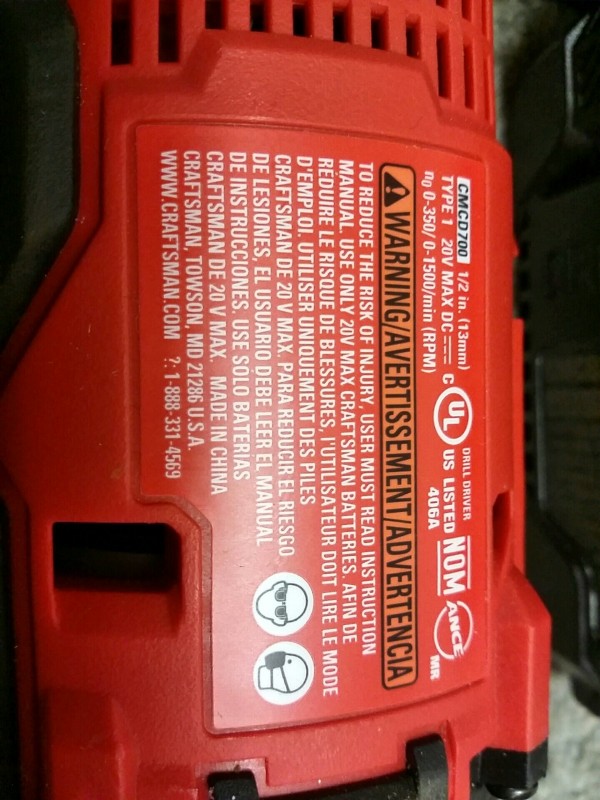 CMCD700 1/2 in. (13mm)
TYPE 1 20V MAX DC
n0 0-350/ 0-1500/min (RPM)
C UL US LISTED
DRILL DRIVER
406A
NOM
ANCE
MR
WARNING/AVERTISSEMENT/ADVERTENCIA
TO REDUCE THE RISK OF INJURY, USER MUST READ INSTRUCTION
MANUAL. USE ONLY 20V MAX CRAFTSMAN BATTERIES. AFIN DE
RÉDUIRE LE RISQUE DE BLESSURES, l'UTILISATEUR DOIT LIRE LE MODE
D'EMPLOI. UTILISER UNIQUEMENT DES PILES
CRAFTSMAN DE 20 V MAX. PARA REDUCIR EL RIESGO
DE LESIONES, EL USUARIO DEBE LEER EL MANUAL
DE INSTRUCCIONES. USE SOLO BATERIAS
CRAFTSMAN DE 20 V MAX. MADE IN CHINA
CRAFTSMAN, TOWSON, MD 21286 U.S.A.
WWW.CRAFTSMAN.COM ?: 1-888-331-4569